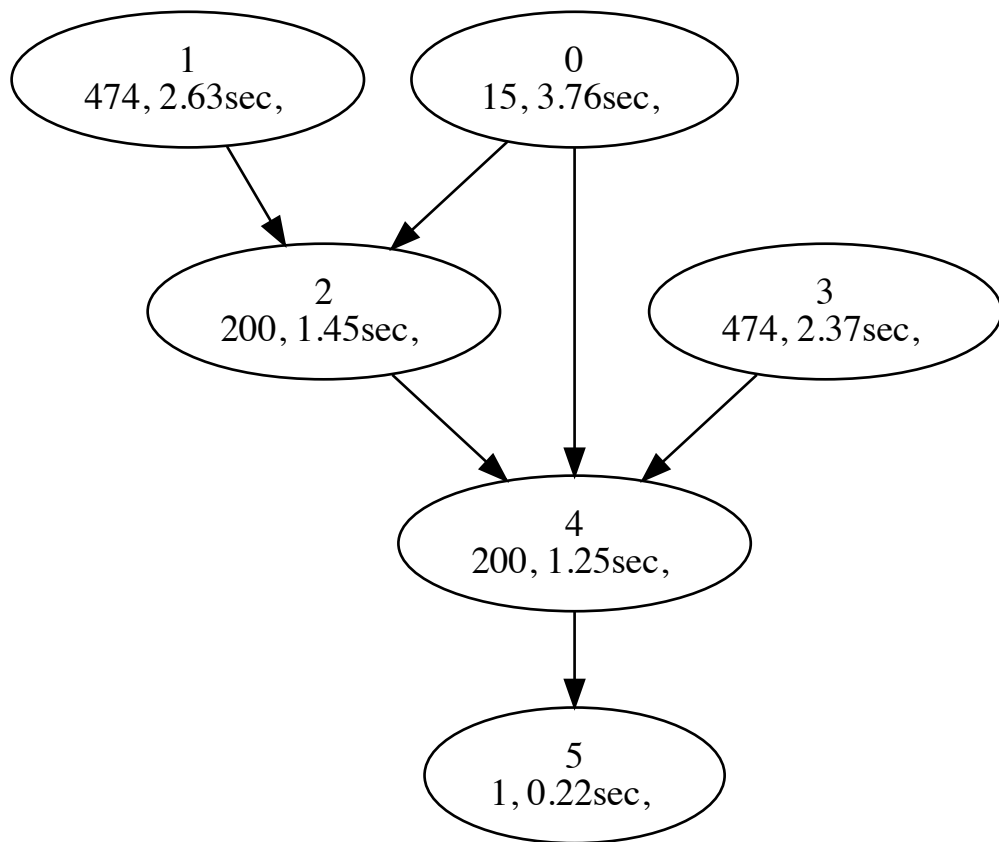 1
474, 2.63sec,
0
15, 3.76sec,
2
200, 1.45sec,
3
474, 2.37sec,
4
200, 1.25sec,
5
1, 0.22sec,